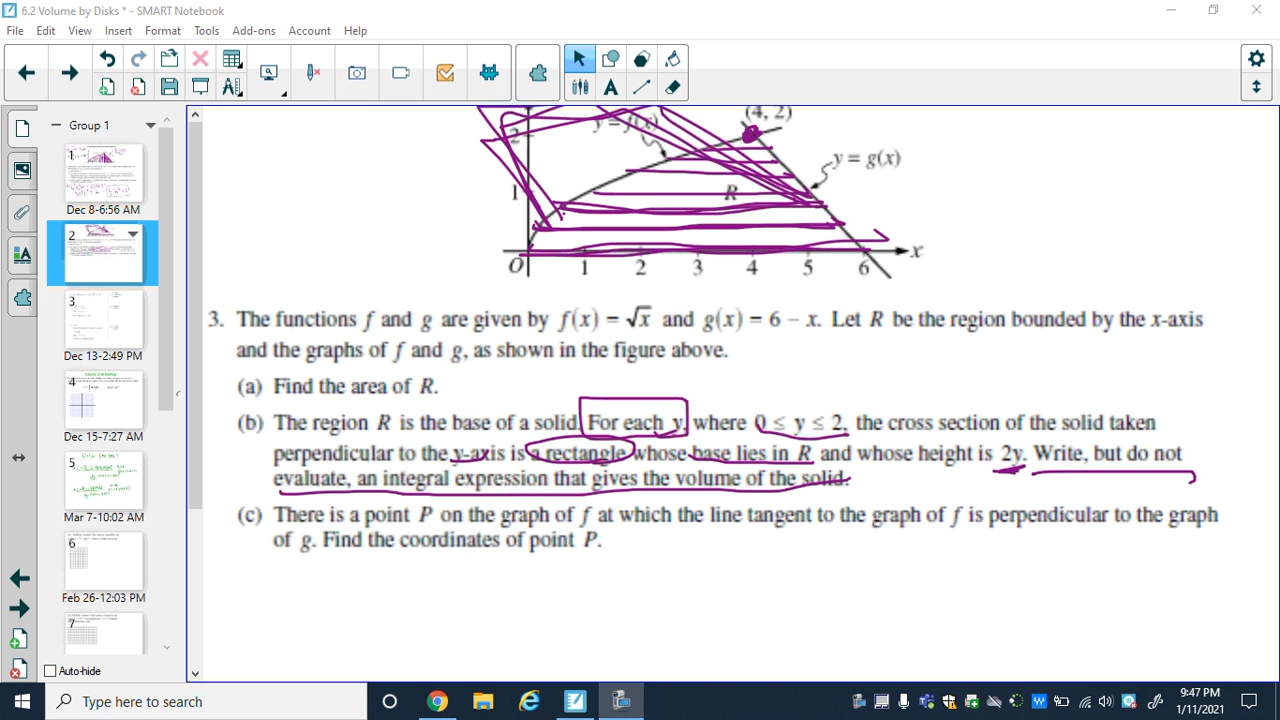 6.2 Volume by Disks * - SMART Notebook
File Edit View Insert Format Tools Add-ons Account Help
Group 1
1
Dec 8-6:56 AM
2
3
Dec 13-2:49 PM
4
Dec 15-7:27 AM
5
Mar 7-10:02 AM
6
Feb 26-12:03 PM
7
Auto-hide
(4, 2)
2
y = f(x)
y = g(x)
1
R
O 1 2 3 4 5 6 x
3. The functions f and g are given by f(x) = √x and g(x) = 6 − x. Let R be the region bounded by the x-axis
and the graphs of f and g, as shown in the figure above.
(a) Find the area of R.
(b) The region R is the base of a solid. For each y, where 0 ≤ y ≤ 2, the cross section of the solid taken
perpendicular to the y-axis is a rectangle whose base lies in R and whose height is 2y. Write, but do not
evaluate, an integral expression that gives the volume of the solid.
(c) There is a point P on the graph of f at which the line tangent to the graph of f is perpendicular to the graph
of g. Find the coordinates of point P.
Type here to search
9:47 PM
1/11/2021